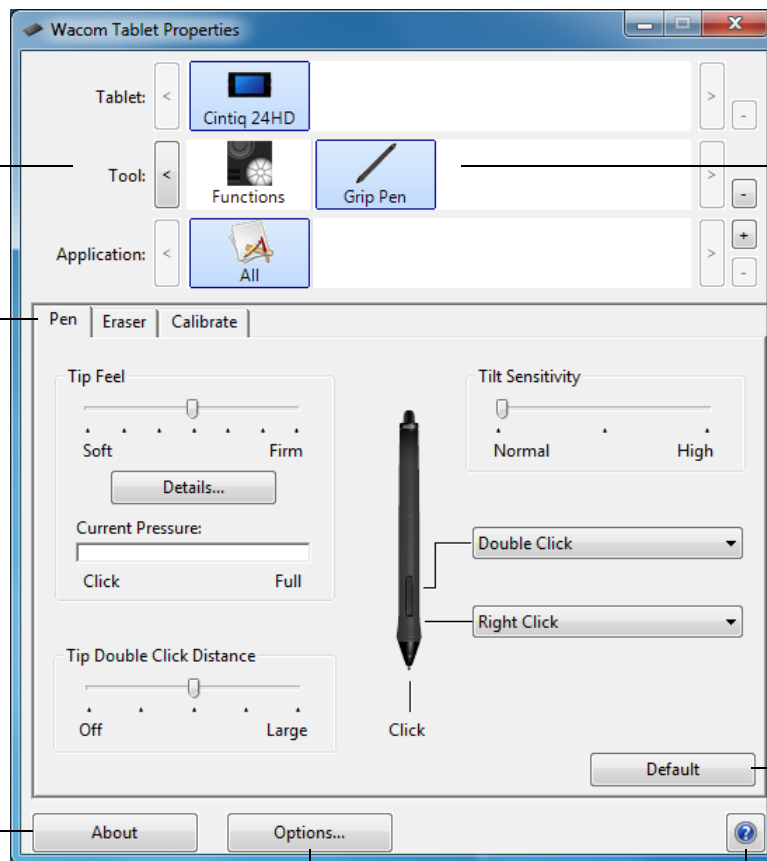 Wacom Tablet Properties
Tablet: < Cintiq 24HD > -
Tool: < Functions Grip Pen > -
Application: < All > + -
Pen Eraser Calibrate
Tip Feel
Soft Firm
Details...
Current Pressure:
Click Full
Tip Double Click Distance
Off Large
Tilt Sensitivity
Normal High
Double Click
Right Click
Click
Default
About Options... ?